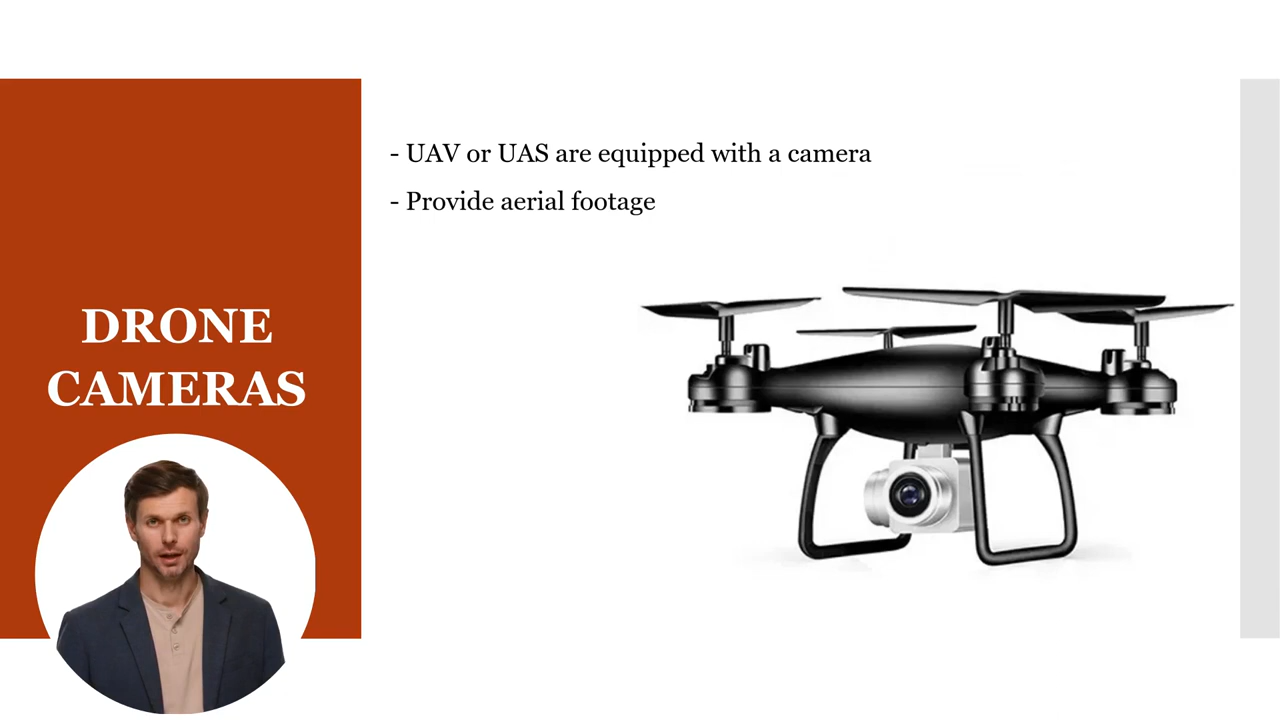 DRONE
CAMERAS
- UAV or UAS are equipped with a camera
- Provide aerial footage